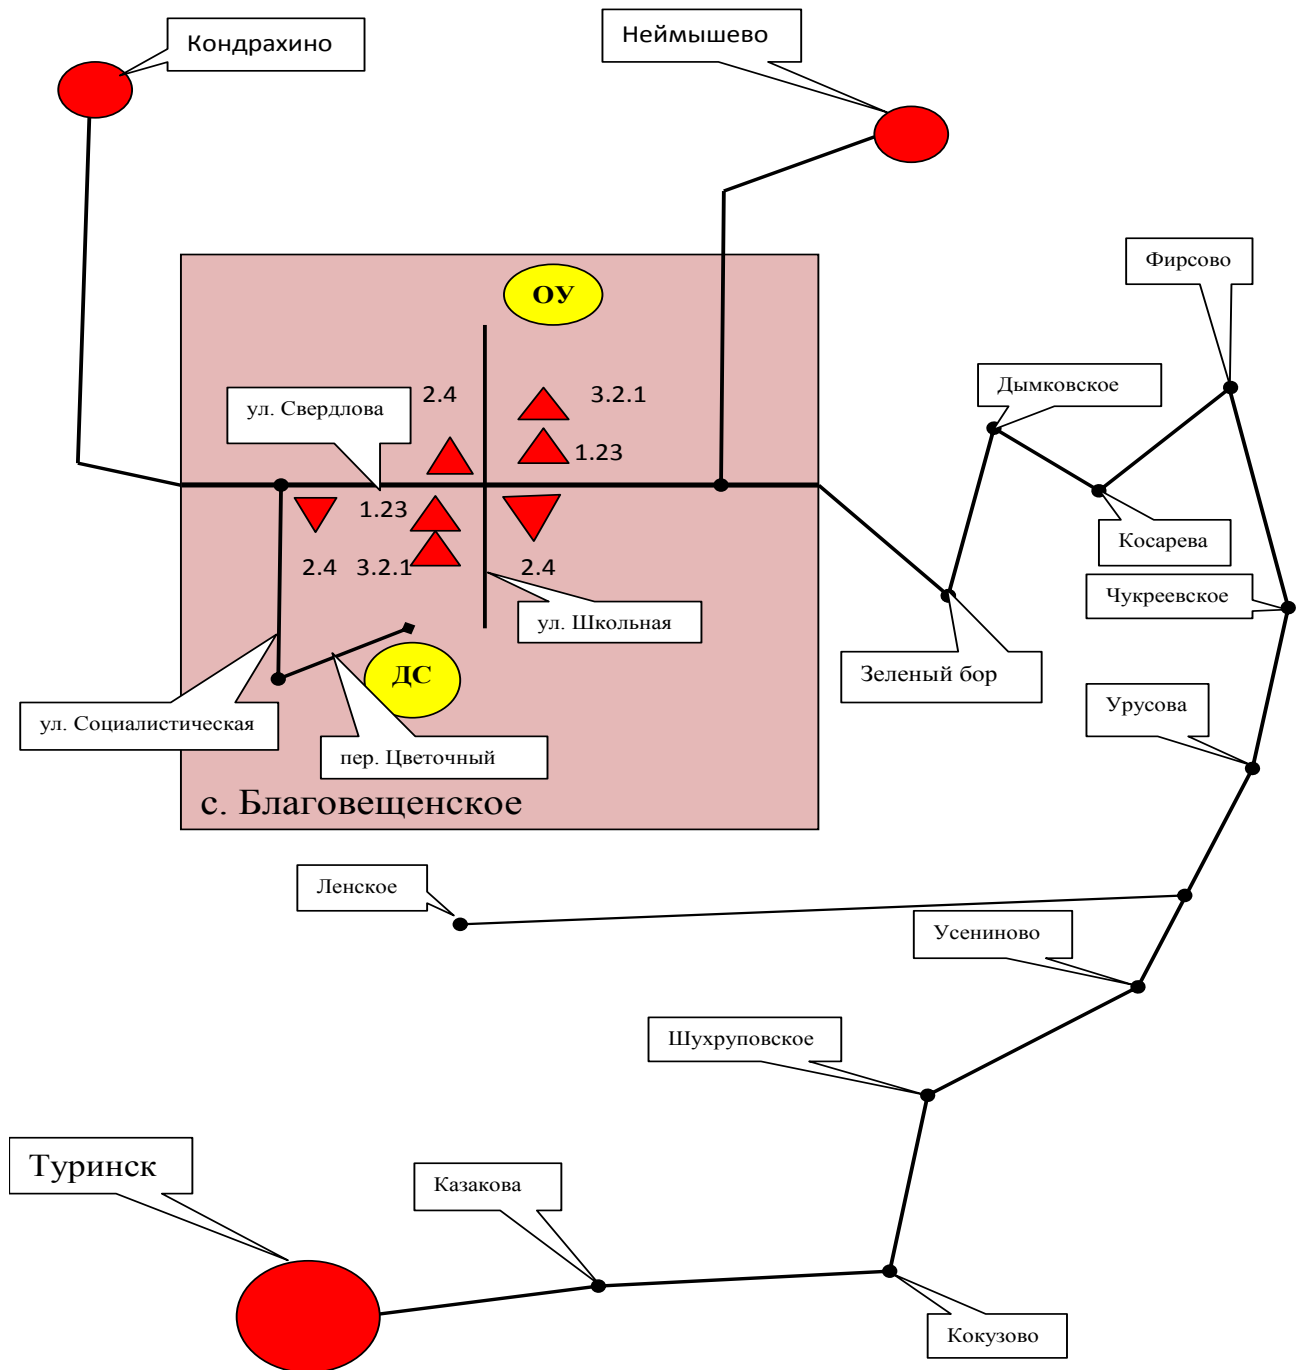 Кондрахино
Неймышево
Фирсово
ОУ
Дымковское
ул. Свердлова
2.4
3.2.1
1.23
1.23
2.4
3.2.1
2.4
Косарева
Чукреевское
ул. Школьная
Зеленый бор
ДС
Урусова
ул. Социалистическая
пер. Цветочный
с. Благовещенское
Ленское
Усениново
Шухруповское
Туринск
Казакова
Кокузово